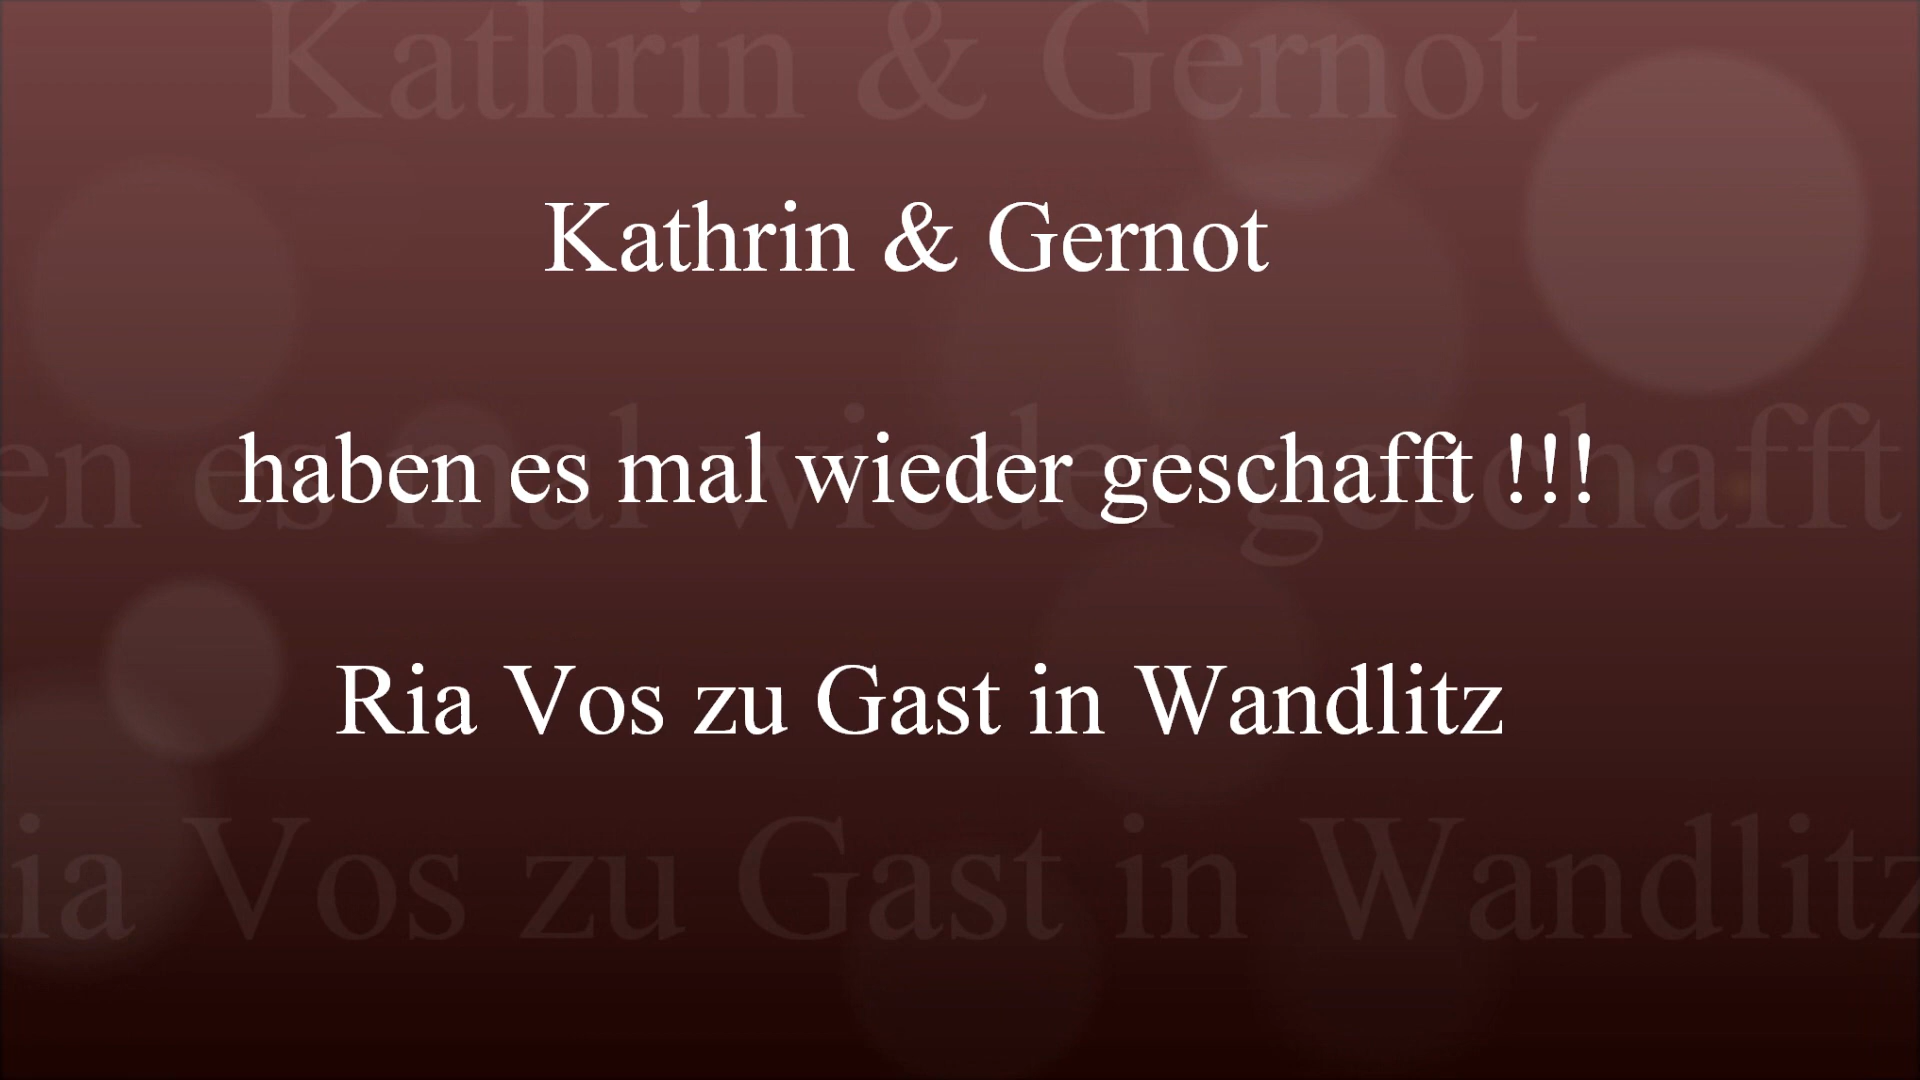 Kathrin & Gernot
haben es mal wieder geschafft !!!
Ria Vos zu Gast in Wandlitz